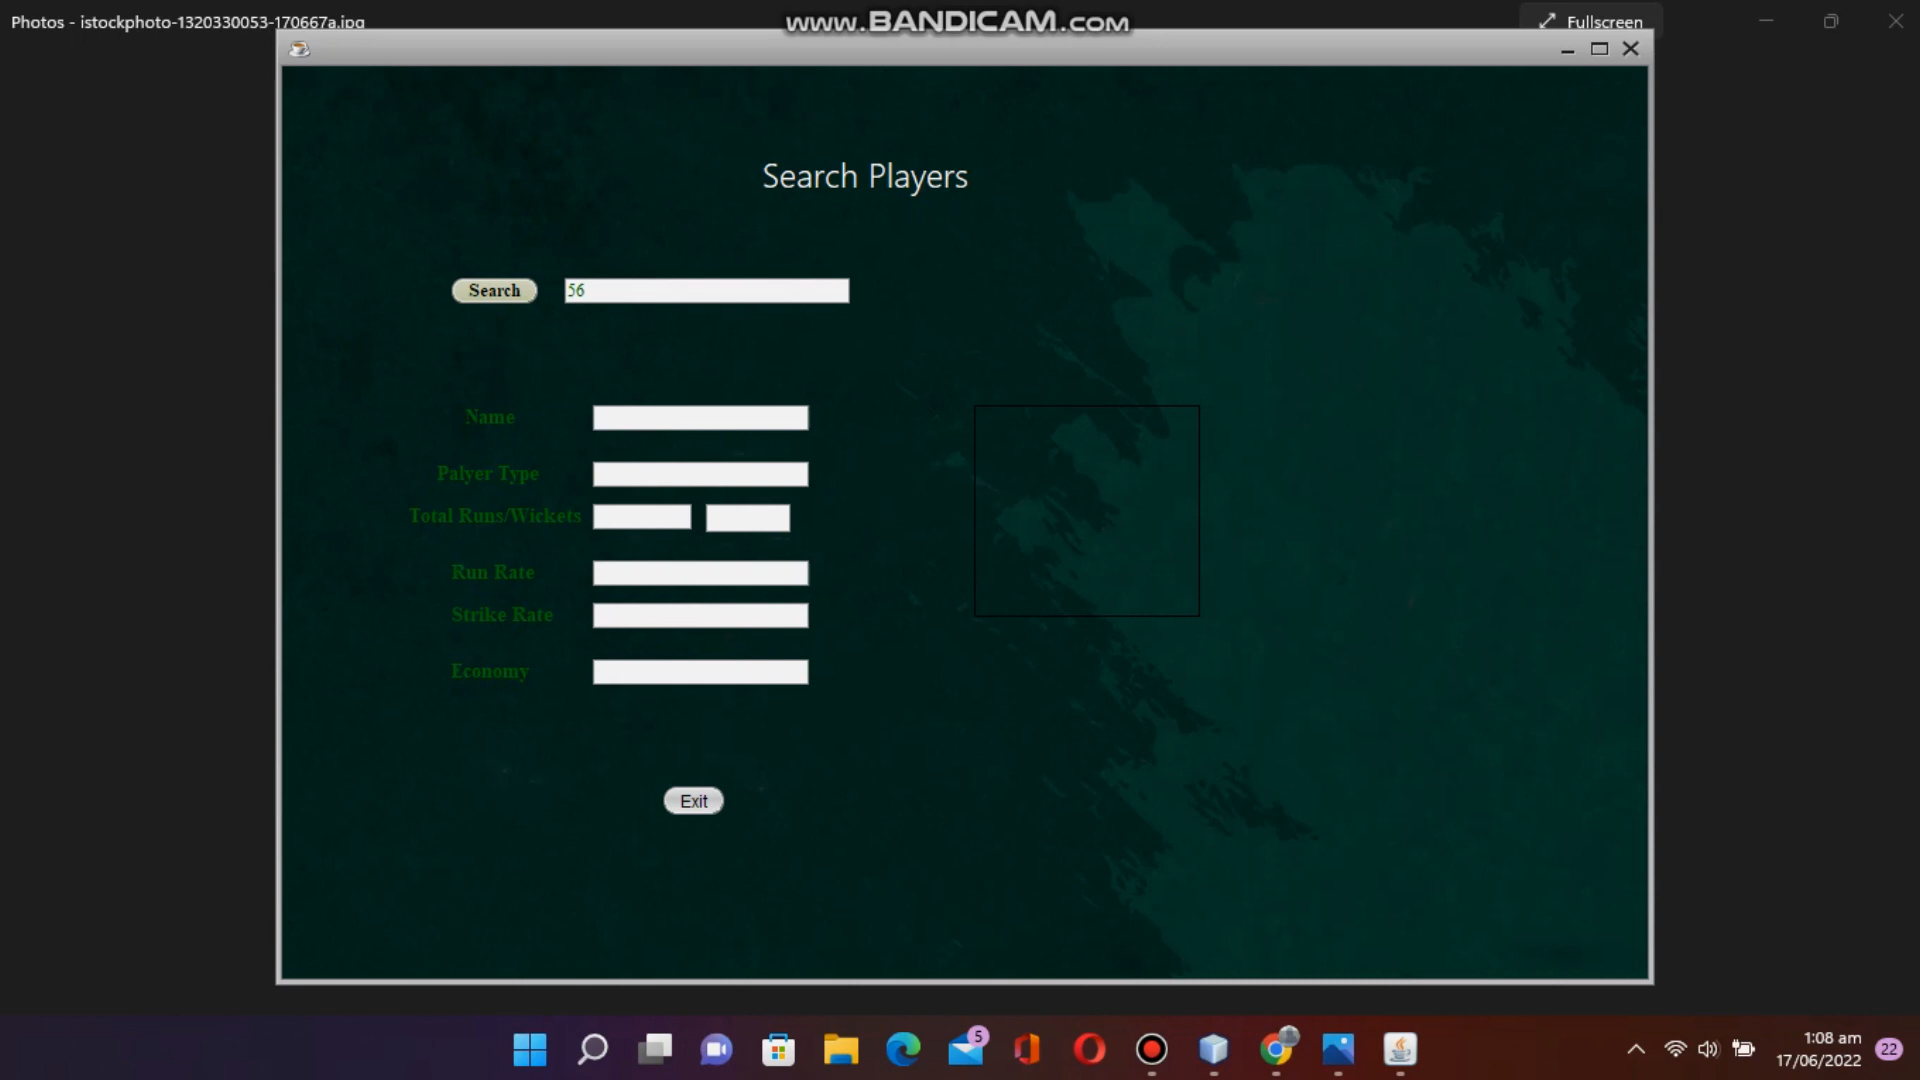 Photos - istockphoto-1320330053-170667a.jpg
www.BANDICAM.com
Fullscreen
Search Players
Search
56
Name
Palyer Type
Total Runs/Wickets
Run Rate
Strike Rate
Economy
Exit
5
1:08 am
17/06/2022
22